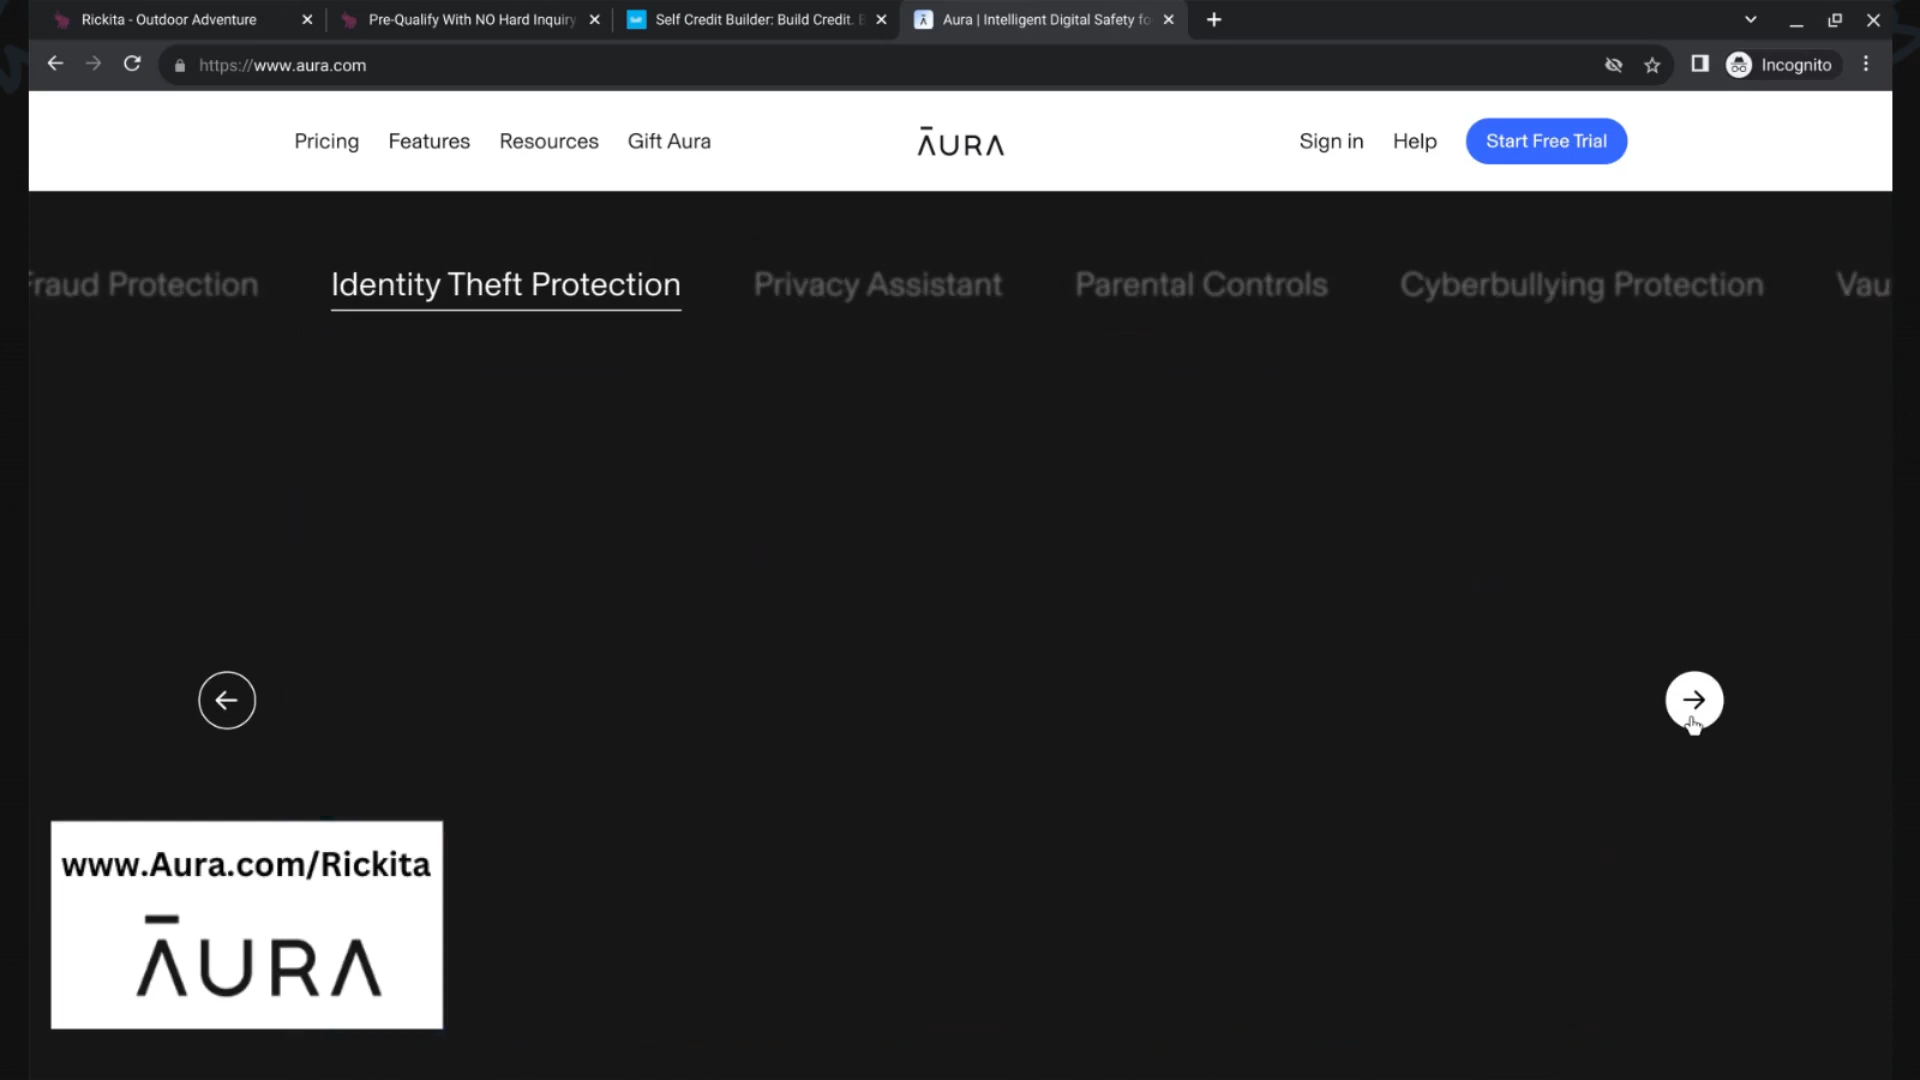 Rickita - Outdoor Adventure
Pre-Qualify With NO Hard Inquiry
Self Credit Builder: Build Credit.
Aura | Intelligent Digital Safety fo
https://www.aura.com
Incognito
Pricing
Features
Resources
Gift Aura
ĀURA
Sign in
Help
Start Free Trial
Fraud Protection
Identity Theft Protection
Privacy Assistant
Parental Controls
Cyberbullying Protection
Vau
www.Aura.com/Rickita
ĀURA